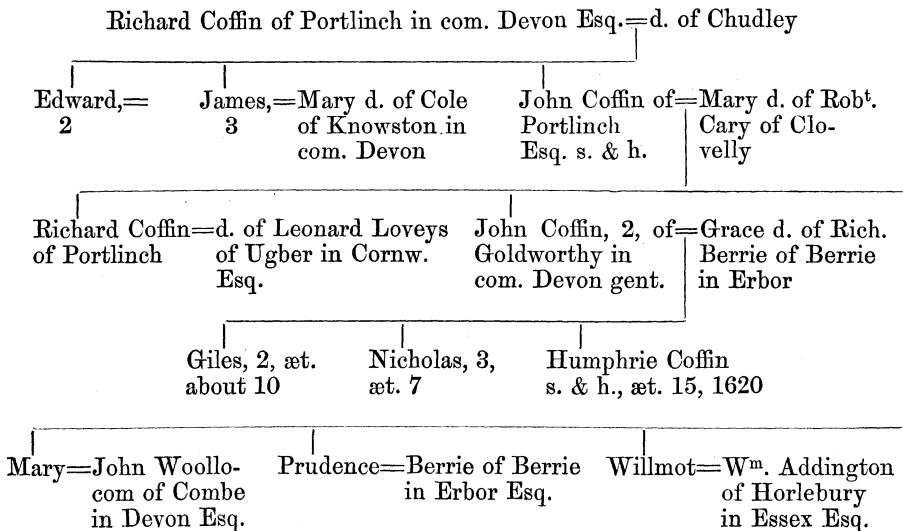 Richard Coffin of Portlinch in com. Devon Esq.=d. of Chudley
Edward,=
2
James,=Mary d. of Cole
3 of Knowston in
com. Devon
John Coffin of=Mary d. of Robt.
Portlinch Cary of Clo-
Esq. s. & h. velly
Richard Coffin=d. of Leonard Loveys
of Portlinch of Ugber in Cornw.
Esq.
John Coffin, 2, of=Grace d. of Rich.
Goldworthy in Berrie of Berrie
com. Devon gent. in Erbor
Giles, 2, æt.
about 10
Nicholas, 3,
æt. 7
Humphrie Coffin
s. & h., æt. 15, 1620
Mary=John Woollo-
com of Combe
in Devon Esq.
Prudence=Berrie of Berrie
in Erbor Esq.
Willmot=Wm. Addington
of Horlebury
in Essex Esq.